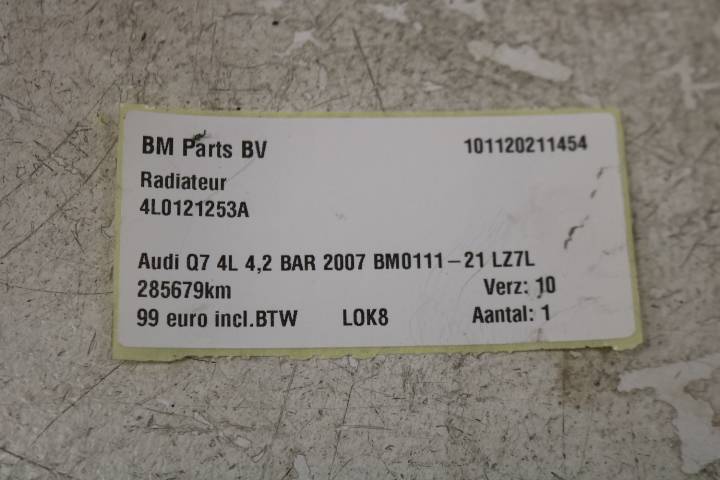 BM Parts BV 101120211454
Radiateur
4L0121253A
Audi Q7 4L 4,2 BAR 2007 BM0111-21 LZ7L
285679km Verz: 10
99 euro incl.BTW LOK8 Aantal: 1